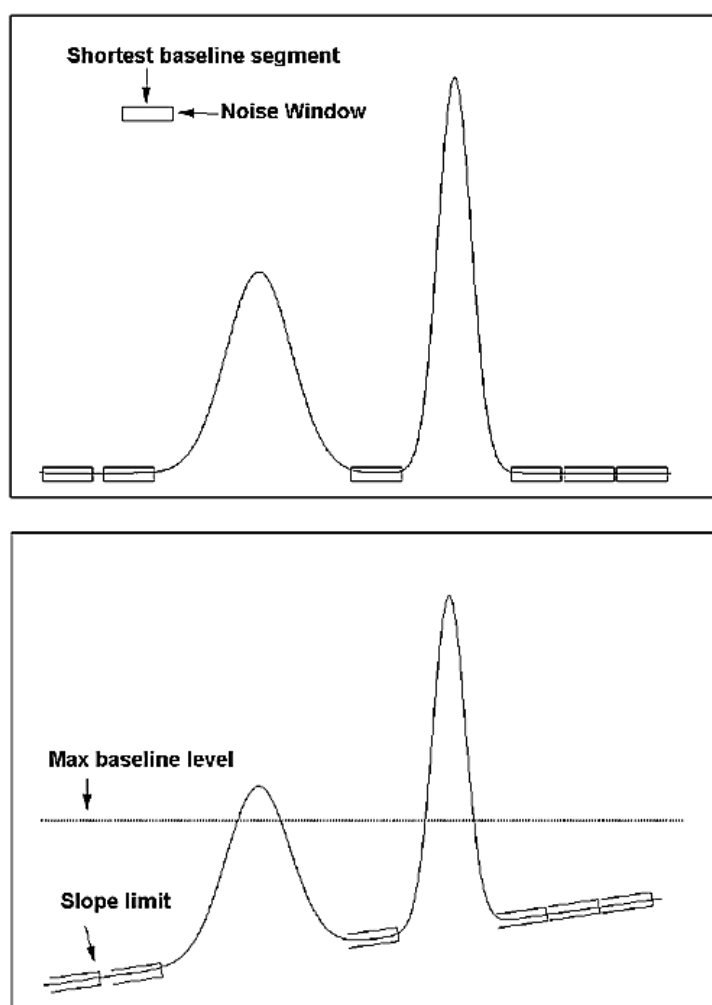 Shortest baseline segment
Noise Window
Max baseline level
Slope limit